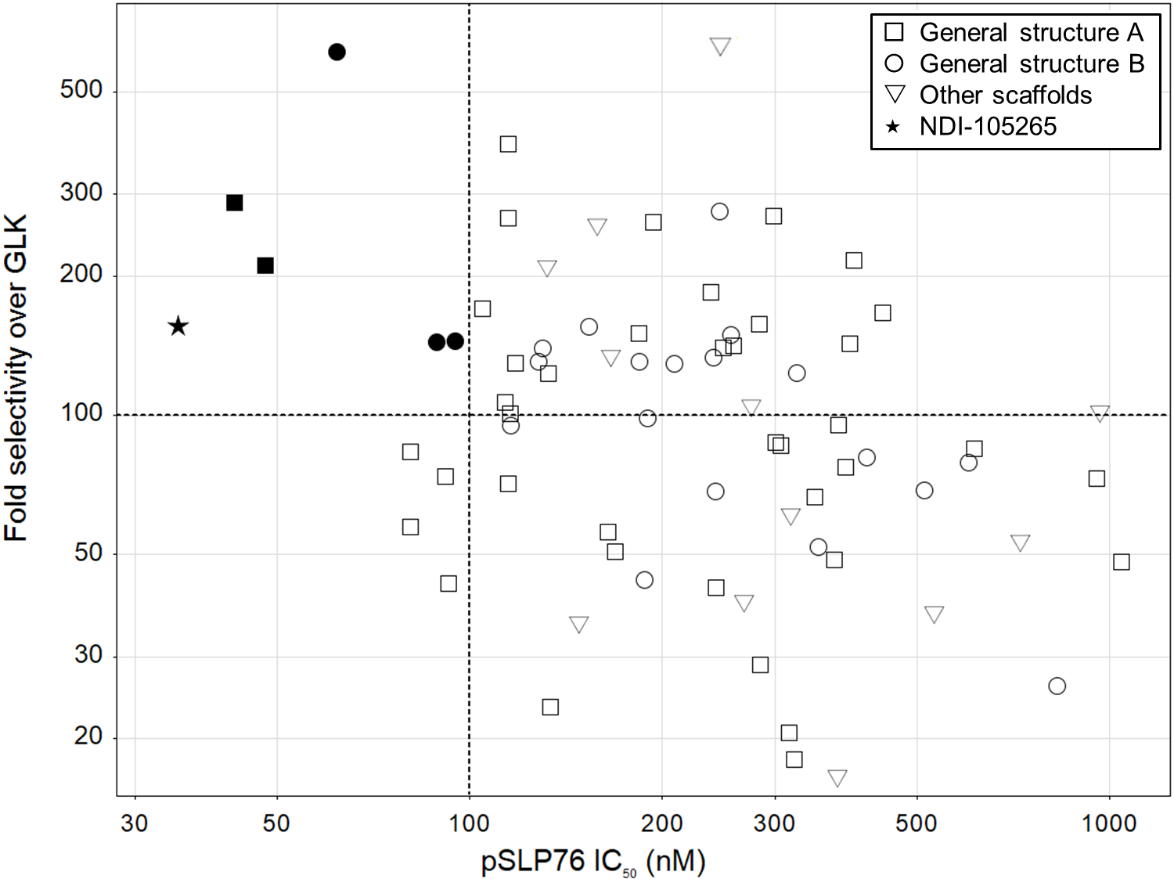 General structure A
General structure B
Other scaffolds
NDI-105265
Fold selectivity over GLK
500
300
200
100
50
30
20
30 50 100 200 300 500 1000
pSLP76 IC50 (nM)